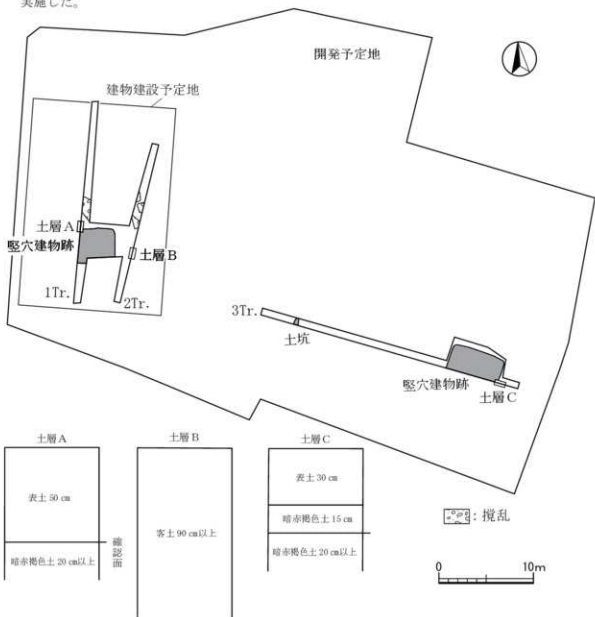 実施した。
開発予定地
建物建設予定地
土層A
竪穴建物跡
土層B
1Tr.
2Tr.
3Tr.
土坑
竪穴建物跡
土層C
土層A
土層B
土層C
表土 50 ㎝
暗赤褐色土 20 ㎝以上
客土 90 ㎝以上
表土 30 ㎝
暗赤褐色土 15 ㎝
暗赤褐色土 20 ㎝以上
: 撹乱
0 10m